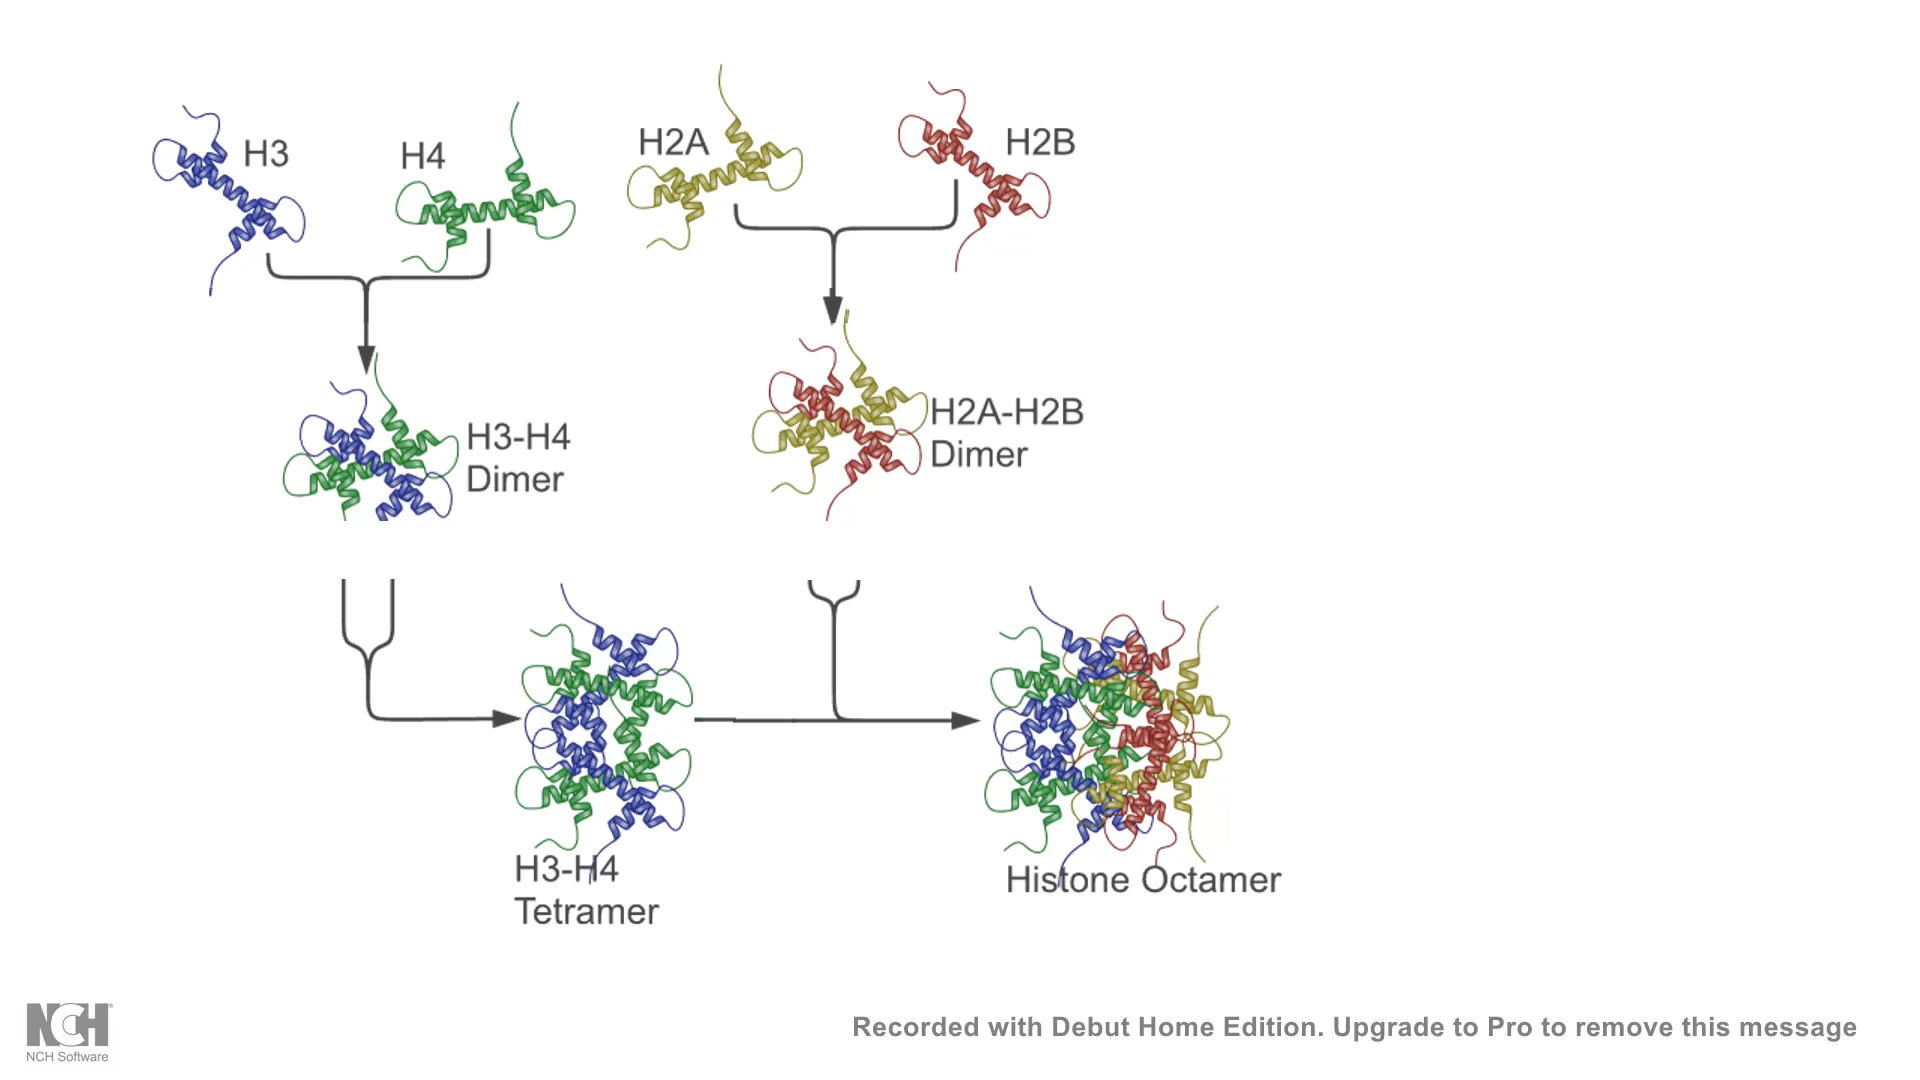 H3
H4
H2A
H2B
H3-H4
Dimer
H2A-H2B
Dimer
H3-H4
Tetramer
Histone Octamer
NCH
NCH Software
Recorded with Debut Home Edition. Upgrade to Pro to remove this message